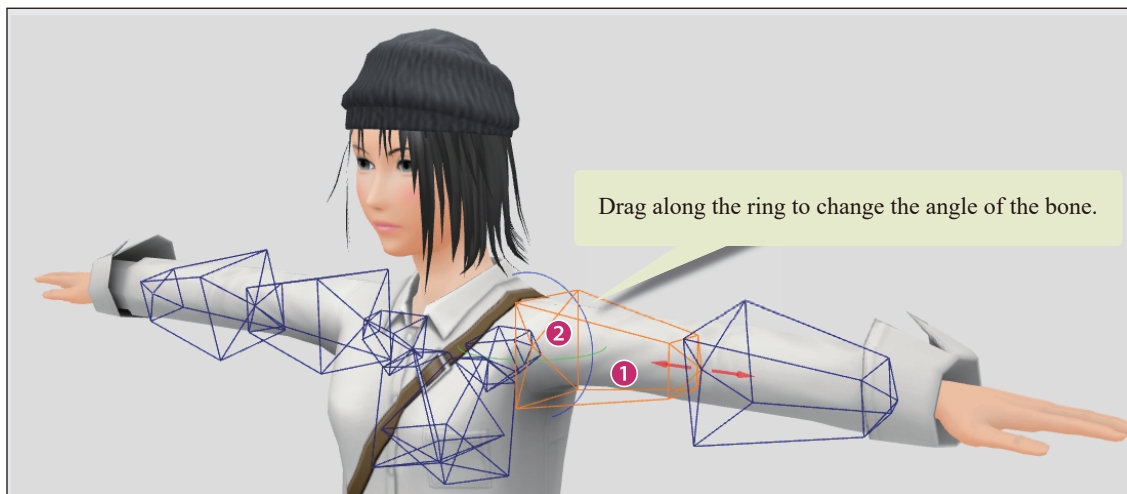 Drag along the ring to change the angle of the bone.
2
1